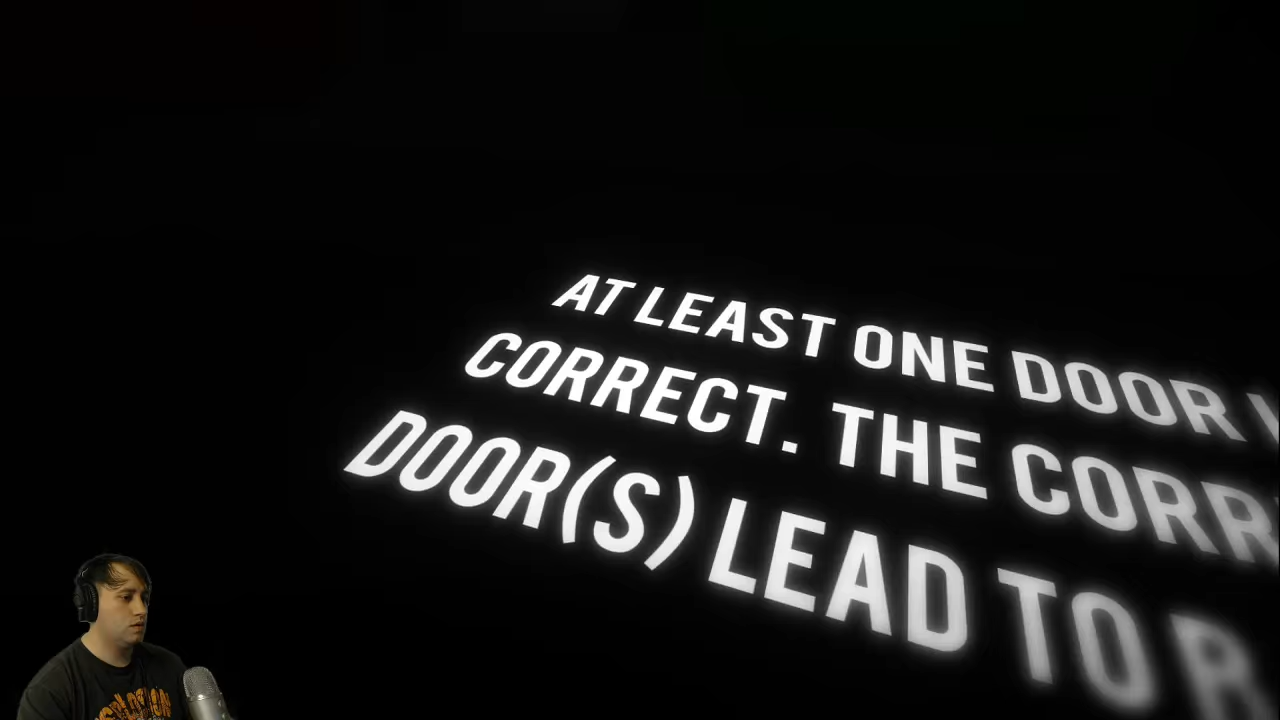 AT LEAST ONE DOOR
CORRECT. THE CORR
DOOR(S) LEAD TO R